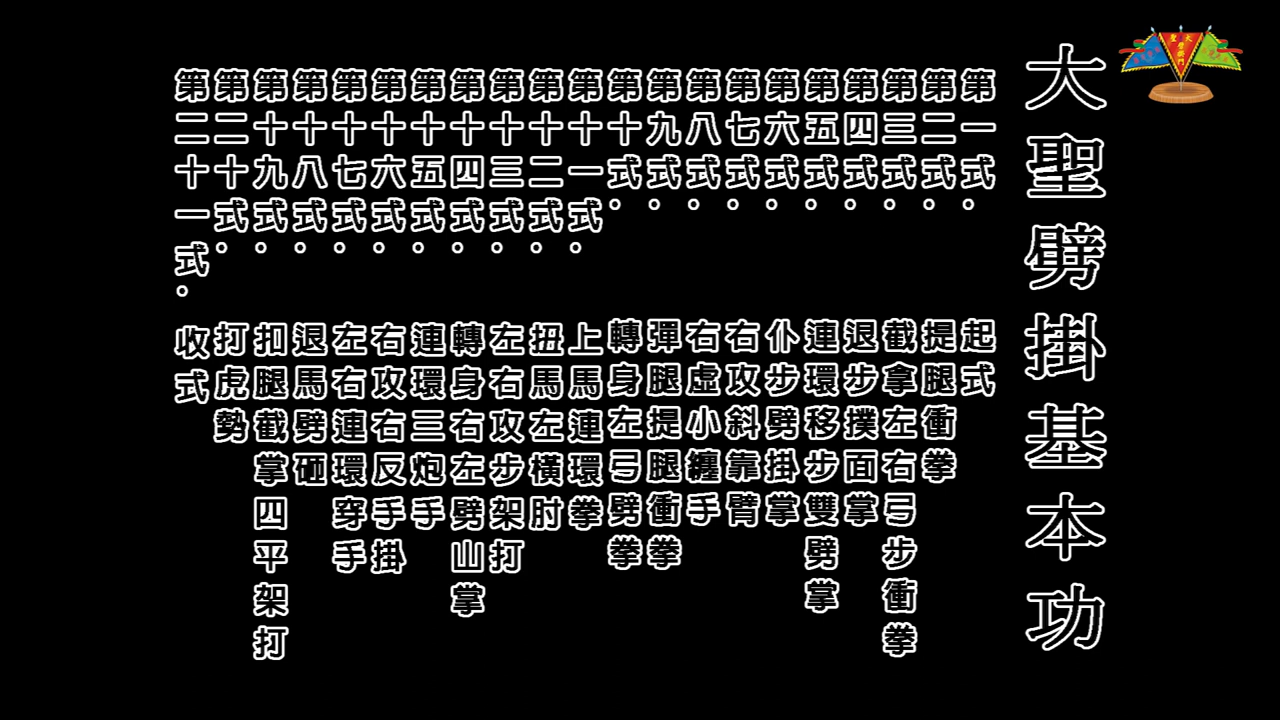 大聖劈掛基本功
第一式。起式
第二式。提腿衝拳
第三式。截拿左右弓步衝拳
第四式。退步撲面掌
第五式。連環移步雙劈掌
第六式。仆步劈掛掌
第七式。右攻斜靠臂
第八式。右虛小纏手
第九式。彈腿提腿衝拳
第十式。轉身左弓劈拳
第十一式。上馬連環拳
第十二式。扭馬左橫肘
第十三式。左右攻步架打
第十四式。轉身右左劈山掌
第十五式。連環三炮手
第十六式。右攻右反手掛
第十七式。左右連環穿手
第十八式。退馬劈砸
第十九式。扣腿截掌四平架打
第二十式。打虎勢
第二十一式。收式